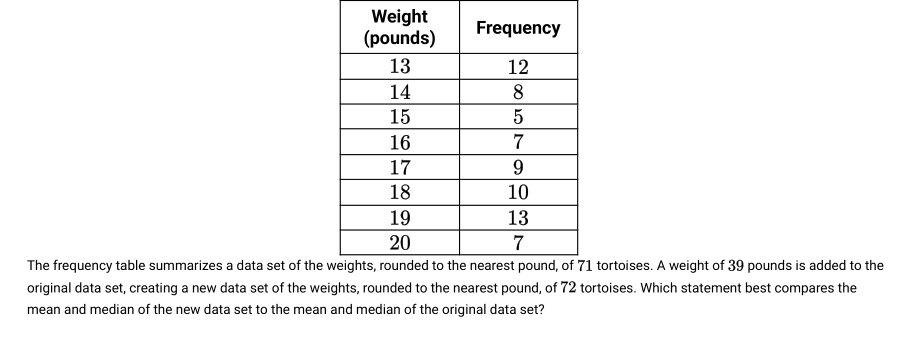 Weight
(pounds) Frequency
13 12
14 8
15 5
16 7
17 9
18 10
19 13
20 7
The frequency table summarizes a data set of the weights, rounded to the nearest pound, of 71 tortoises. A weight of 39 pounds is added to the
original data set, creating a new data set of the weights, rounded to the nearest pound, of 72 tortoises. Which statement best compares the
mean and median of the new data set to the mean and median of the original data set?